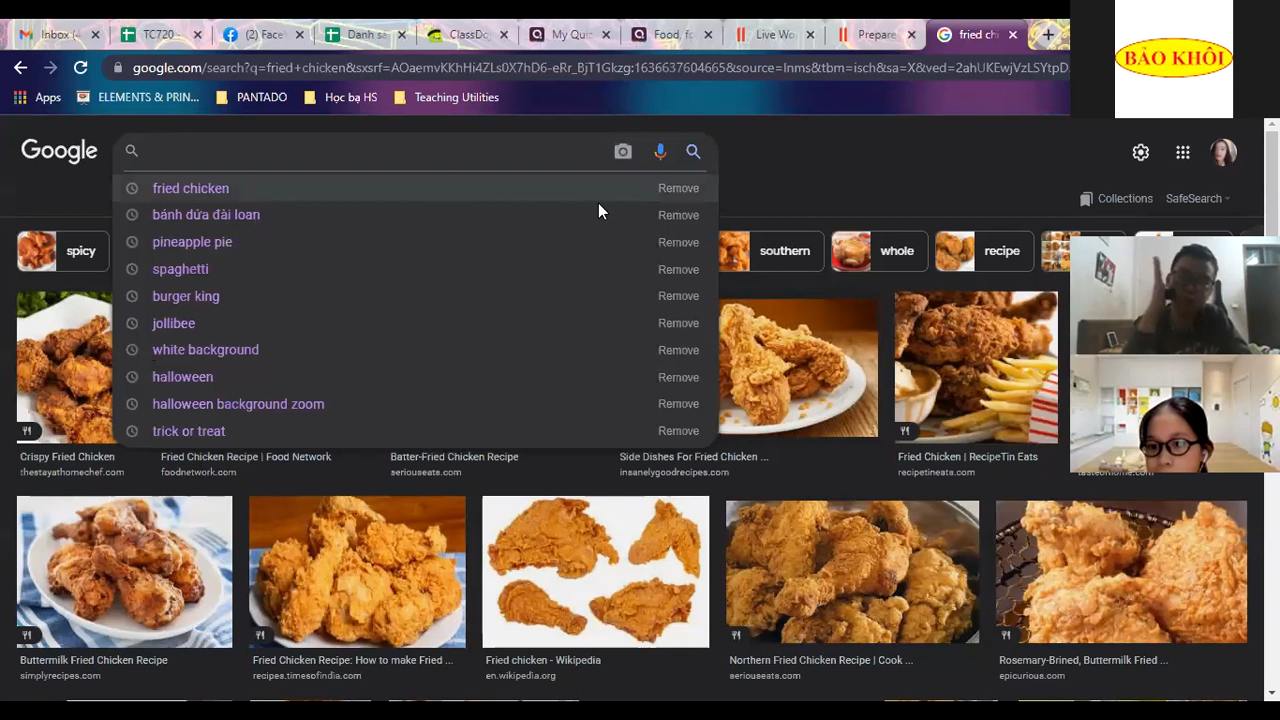 Inbox (
TC720 -
(2) Face
Danh sa
ClassDo
My Qui
Food, fo
Live Wo
Prepare
fried chi
BẢO KHÔI
google.com/search?q=fried+chicken&sxsrf=AOaemvKKhHi4ZLs0X7hD6-eRr_BjT1Gkzg:1636637604665&source=lnms&tbm=isch&sa=X&ved=2ahUKEwjVzLSYtpD
Apps
ELEMENTS & PRIN...
PANTADO
Học bạ HS
Teaching Utilities
Google
fried chicken Remove
bánh dứa đài loan Remove
pineapple pie Remove
spaghetti Remove
burger king Remove
jollibee Remove
white background Remove
halloween Remove
halloween background zoom Remove
trick or treat Remove
Collections SafeSearch
spicy
southern
whole
recipe
Crispy Fried Chicken
thestayathomechef.com
Fried Chicken Recipe | Food Network
foodnetwork.com
Batter-Fried Chicken Recipe
seriouseats.com
Side Dishes For Fried Chicken ...
insanelygoodrecipes.com
Fried Chicken | RecipeTin Eats
recipetineats.com
Buttermilk Fried Chicken Recipe
simplyrecipes.com
Fried Chicken Recipe: How to make Fried ...
recipes.timesofindia.com
Fried chicken - Wikipedia
en.wikipedia.org
Northern Fried Chicken Recipe | Cook ...
seriouseats.com
Rosemary-Brined, Buttermilk Fried ...
epicurious.com